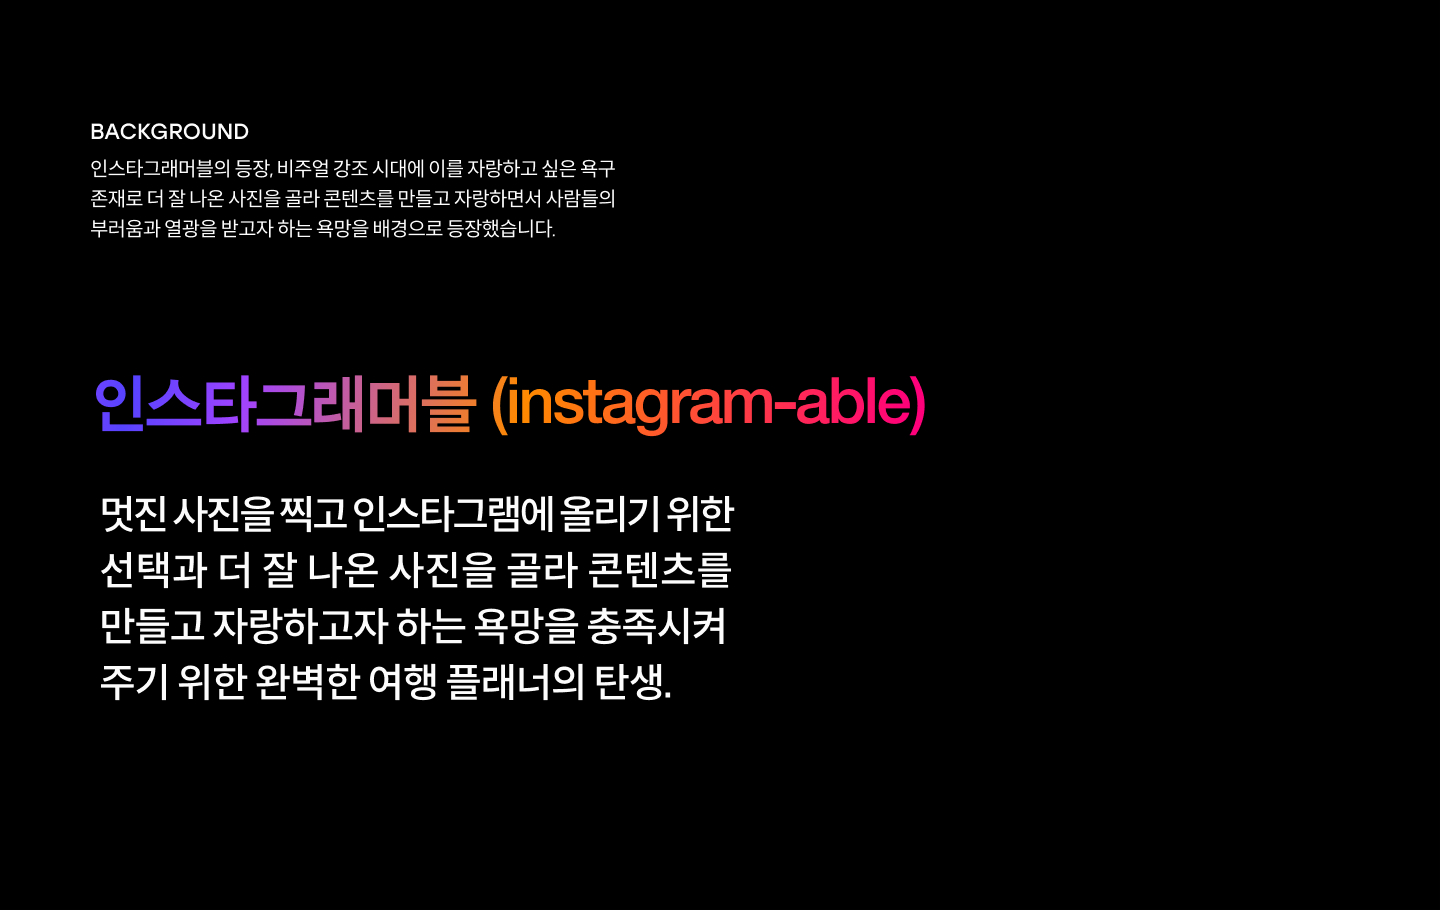 BACKGROUND
인스타그래머블의 등장, 비주얼 강조 시대에 이를 자랑하고 싶은 욕구
존재로 더 잘 나온 사진을 골라 콘텐츠를 만들고 자랑하면서 사람들의
부러움과 열광을 받고자 하는 욕망을 배경으로 등장했습니다.
인스타그래머블 (instagram-able)
멋진 사진을 찍고 인스타그램에 올리기 위한
선택과 더 잘 나온 사진을 골라 콘텐츠를
만들고 자랑하고자 하는 욕망을 충족시켜
주기 위한 완벽한 여행 플래너의 탄생.